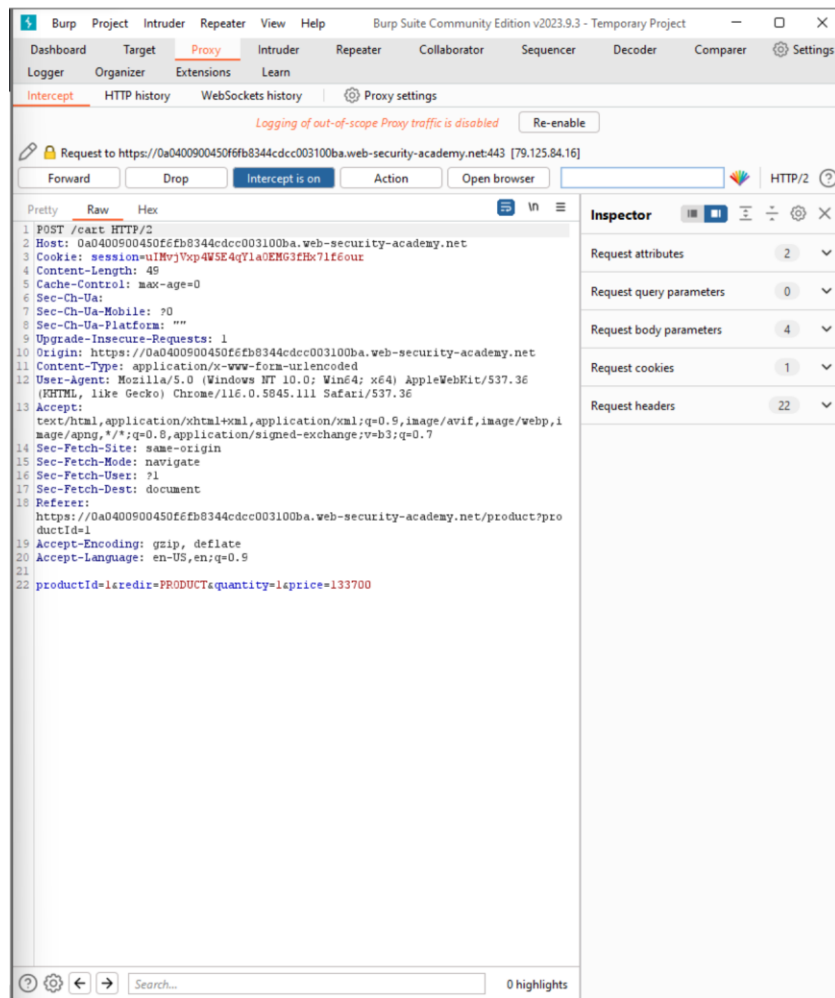 Burp Project Intruder Repeater View Help Burp Suite Community Edition v2023.9.3 - Temporary Project
Dashboard Target Proxy Intruder Repeater Collaborator Sequencer Decoder Comparer Settings
Logger Organizer Extensions Learn
Intercept HTTP history WebSockets history Proxy settings
Logging of out-of-scope Proxy traffic is disabled Re-enable
Request to https://0a0400900450f6fb8344cdcc003100ba.web-security-academy.net:443 [79.125.84.16]
Forward Drop Intercept is on Action Open browser HTTP/2
Pretty Raw Hex \n
1 POST /cart HTTP/2
2 Host: 0a0400900450f6fb8344cdcc003100ba.web-security-academy.net
3 Cookie: session=uIMvjVxp4W5E4qYla0EMG3fHx7lf6our
4 Content-Length: 49
5 Cache-Control: max-age=0
6 Sec-Ch-Ua:
7 Sec-Ch-Ua-Mobile: ?0
8 Sec-Ch-Ua-Platform: ""
9 Upgrade-Insecure-Requests: 1
10 Origin: https://0a0400900450f6fb8344cdcc003100ba.web-security-academy.net
11 Content-Type: application/x-www-form-urlencoded
12 User-Agent: Mozilla/5.0 (Windows NT 10.0; Win64; x64) AppleWebKit/537.36
(KHTML, like Gecko) Chrome/116.0.5845.111 Safari/537.36
13 Accept:
text/html,application/xhtml+xml,application/xml;q=0.9,image/avif,image/webp,i
mage/apng,*/*;q=0.8,application/signed-exchange;v=b3;q=0.7
14 Sec-Fetch-Site: same-origin
15 Sec-Fetch-Mode: navigate
16 Sec-Fetch-User: ?1
17 Sec-Fetch-Dest: document
18 Referer:
https://0a0400900450f6fb8344cdcc003100ba.web-security-academy.net/product?pro
ductId=1
19 Accept-Encoding: gzip, deflate
20 Accept-Language: en-US,en;q=0.9
21
22 productId=1&redir=PRODUCT&quantity=1&price=133700
Inspector
Request attributes 2
Request query parameters 0
Request body parameters 4
Request cookies 1
Request headers 22
Search... 0 highlights